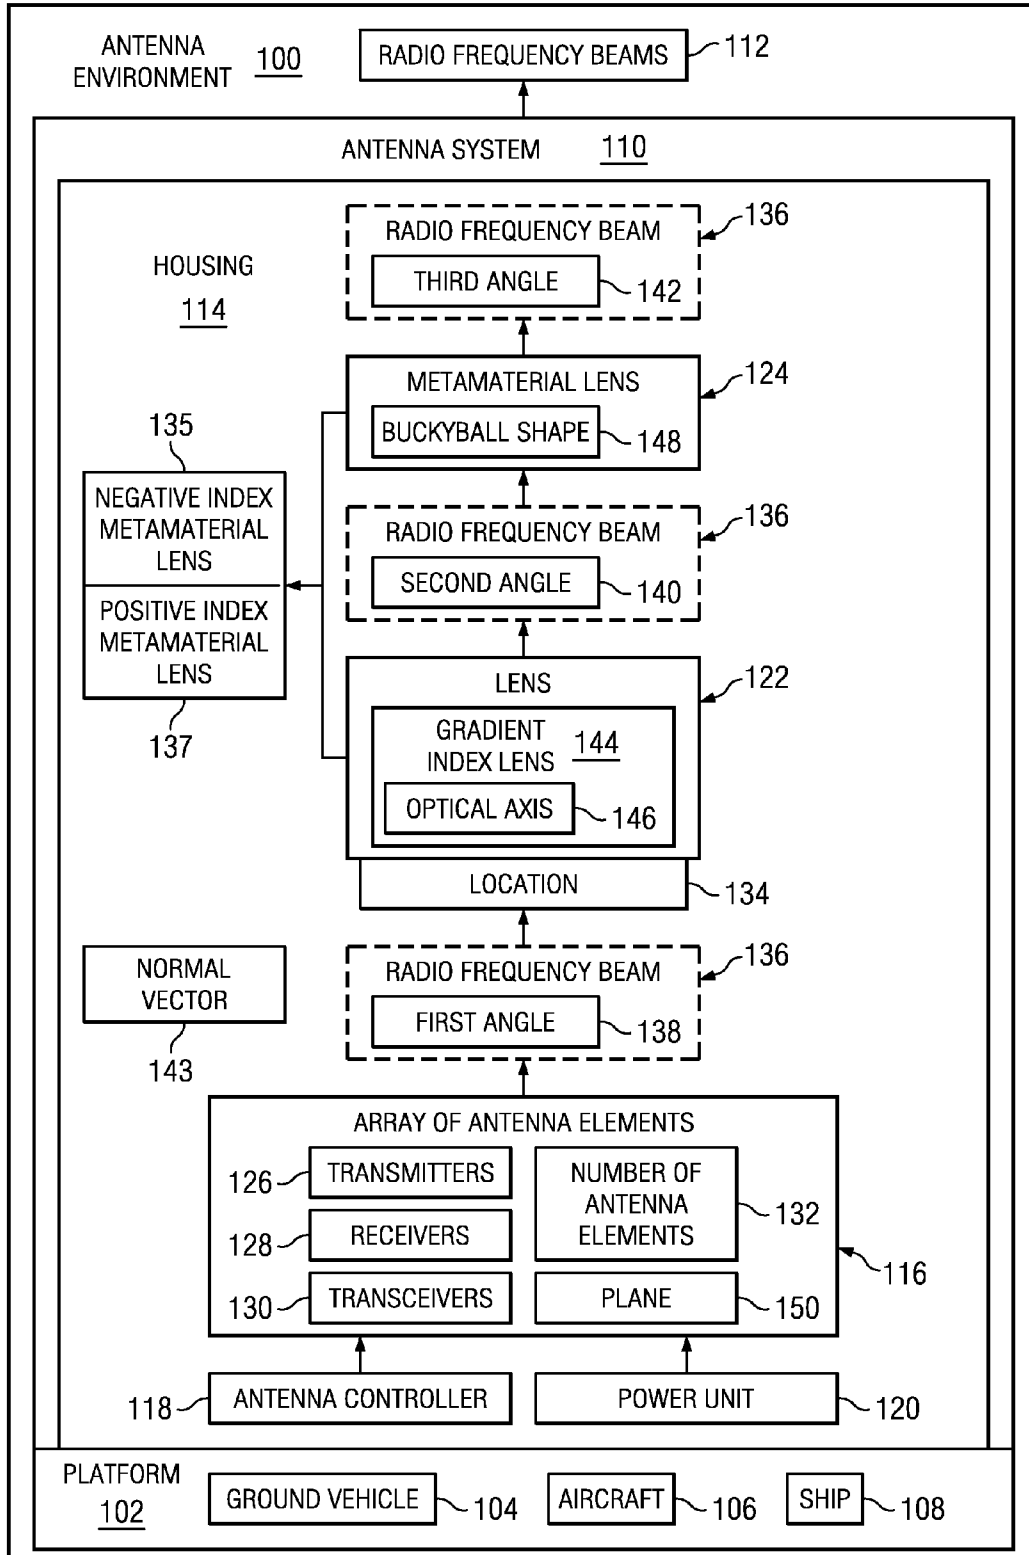 ANTENNA
ENVIRONMENT 100
RADIO FREQUENCY BEAMS 112
ANTENNA SYSTEM 110
HOUSING
114
RADIO FREQUENCY BEAM 136
THIRD ANGLE 142
METAMATERIAL LENS 124
BUCKYBALL SHAPE 148
135
NEGATIVE INDEX
METAMATERIAL
LENS
POSITIVE INDEX
METAMATERIAL
LENS
137
RADIO FREQUENCY BEAM 136
SECOND ANGLE 140
LENS 122
GRADIENT
INDEX LENS 144
OPTICAL AXIS 146
LOCATION 134
NORMAL
VECTOR
143
RADIO FREQUENCY BEAM 136
FIRST ANGLE 138
ARRAY OF ANTENNA ELEMENTS 116
126 TRANSMITTERS
128 RECEIVERS
130 TRANSCEIVERS
NUMBER OF
ANTENNA
ELEMENTS 132
PLANE 150
118 ANTENNA CONTROLLER
POWER UNIT 120
PLATFORM
102
GROUND VEHICLE 104
AIRCRAFT 106
SHIP 108